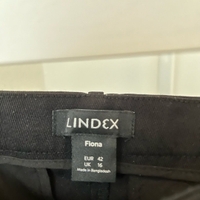 LINDEX
Fiona
EUR 42
UK 16
Made in Bangladesh